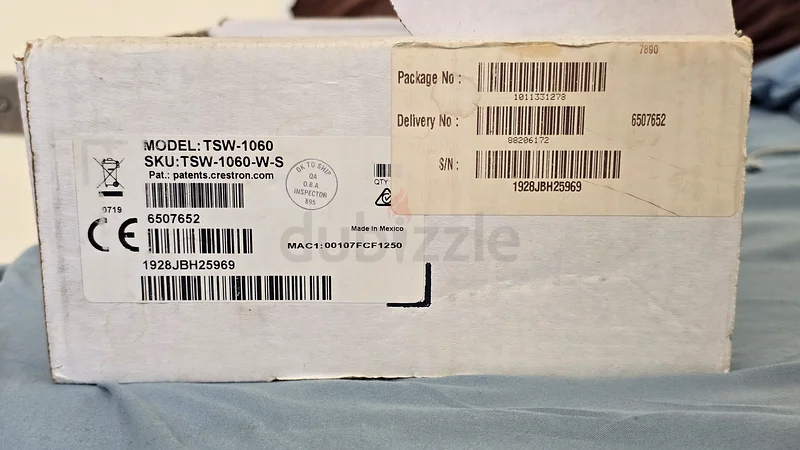 7890
Package No :
1011331278
Delivery No :
6507652
88206172
S/N :
1928JBH25969
MODEL: TSW-1060
SKU:TSW-1060-W-S
Pat.: patents.crestron.com
OK TO SHIP
QA
O.B.A.
INSPECTOR
895
QTY
0719
6507652
Made in Mexico
CE
MAC1: 00107FCF1250
1928JBH25969
dubizzle